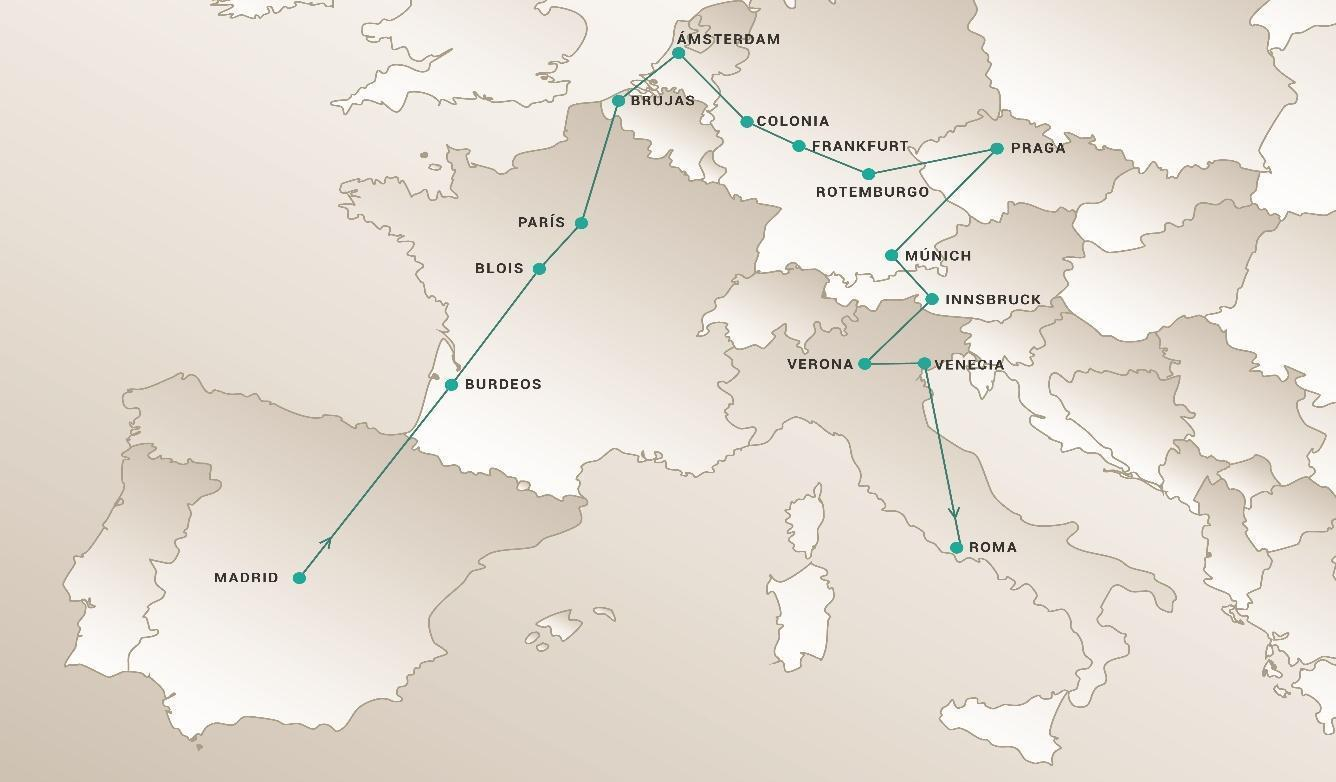 ÁMSTERDAM
BRUJAS
COLONIA
FRANKFURT
PRAGA
ROTEMBURGO
PARÍS
MÚNICH
BLOIS
INNSBRUCK
VERONA
VENECIA
BURDEOS
ROMA
MADRID